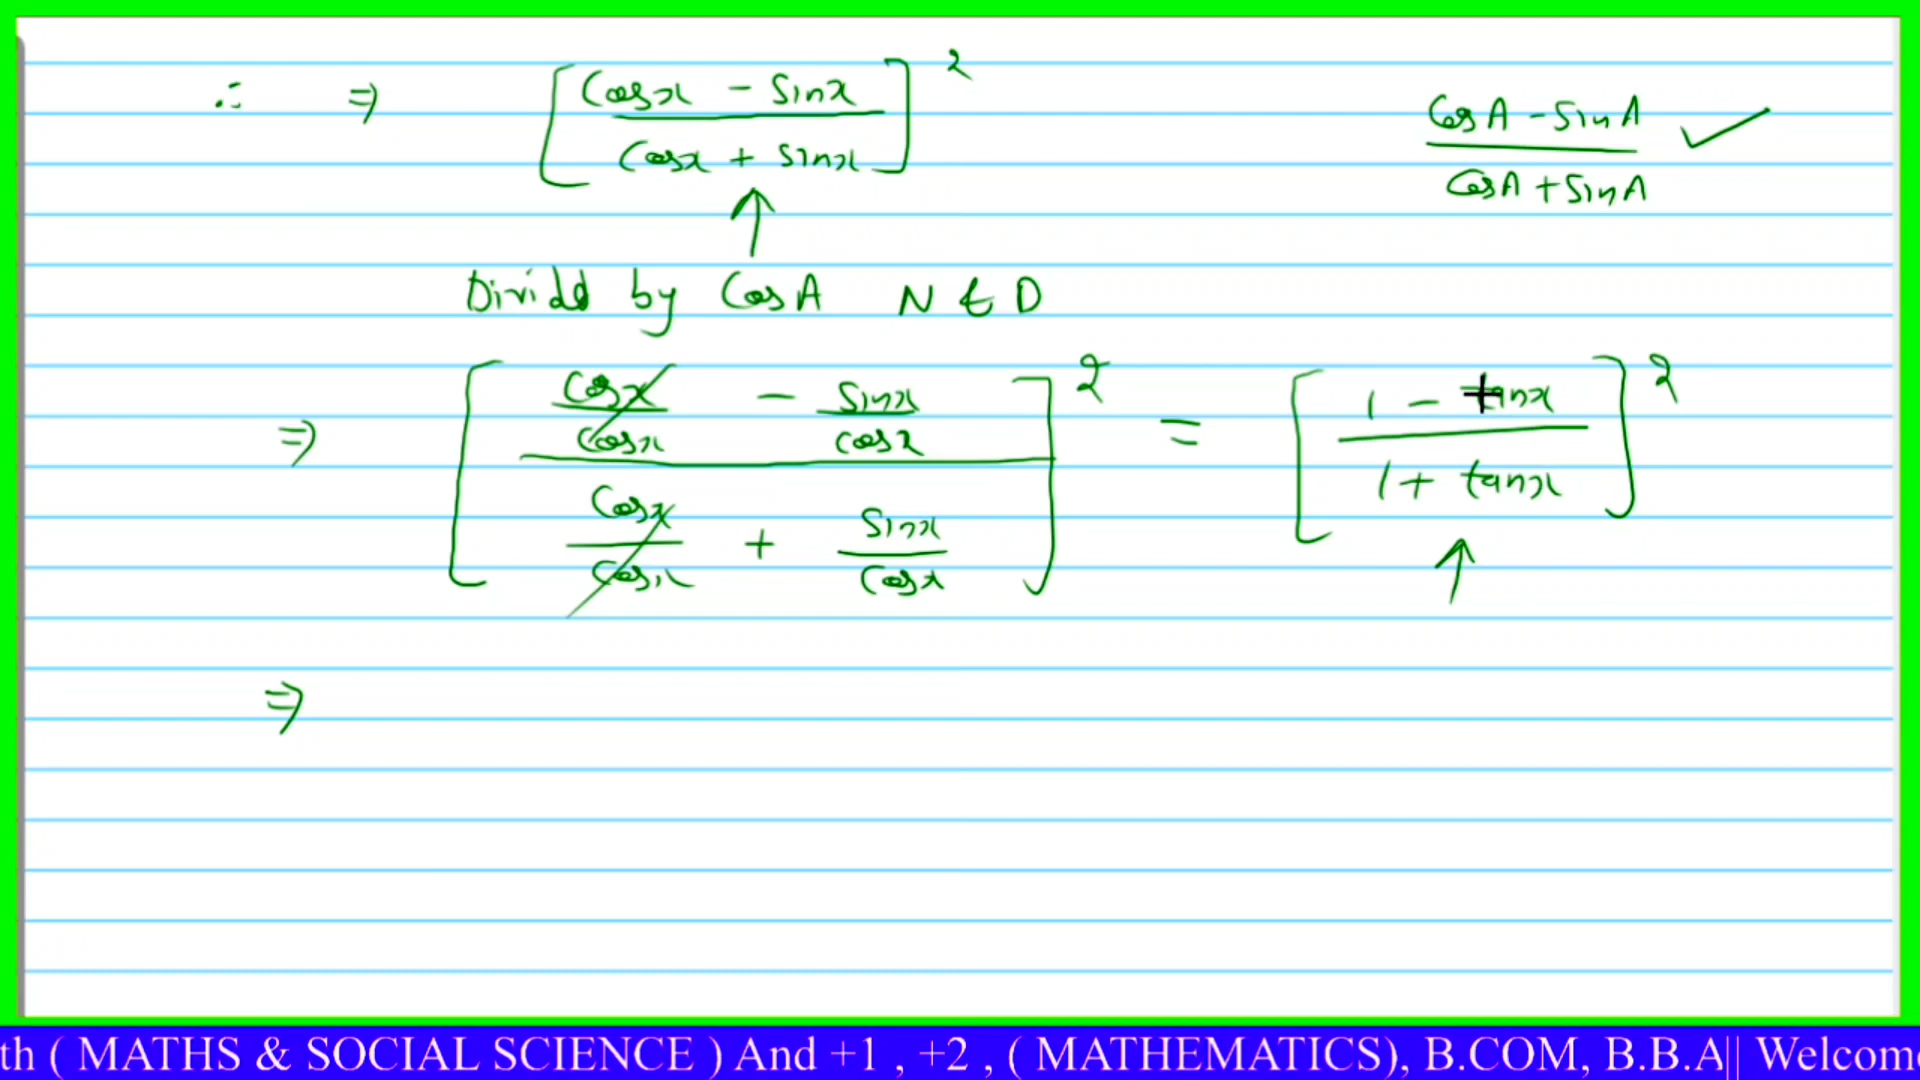 ∴ ⇒ [ (Cosx - Sinx) / (Cosx + Sinx) ]²
(CosA - SinA) / (CosA + SinA) ✓
↑
Divide by CosA N & D
⇒ [ (Cosx/Cosx - Sinx/Cosx) / (Cosx/Cosx + Sinx/Cosx) ]² = [ (1 - tanx) / (1 + tanx) ]²
↑
⇒
th ( MATHS & SOCIAL SCIENCE ) And +1 , +2 , ( MATHEMATICS), B.COM, B.B.A|| Welcome